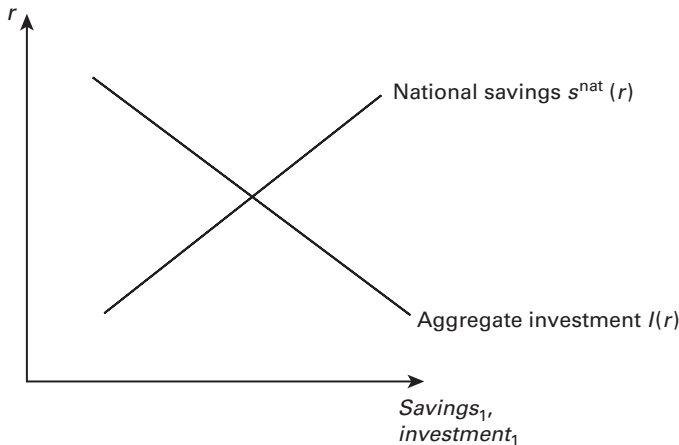 r
National savings s^nat (r)
Aggregate investment I(r)
Savings₁,
investment₁